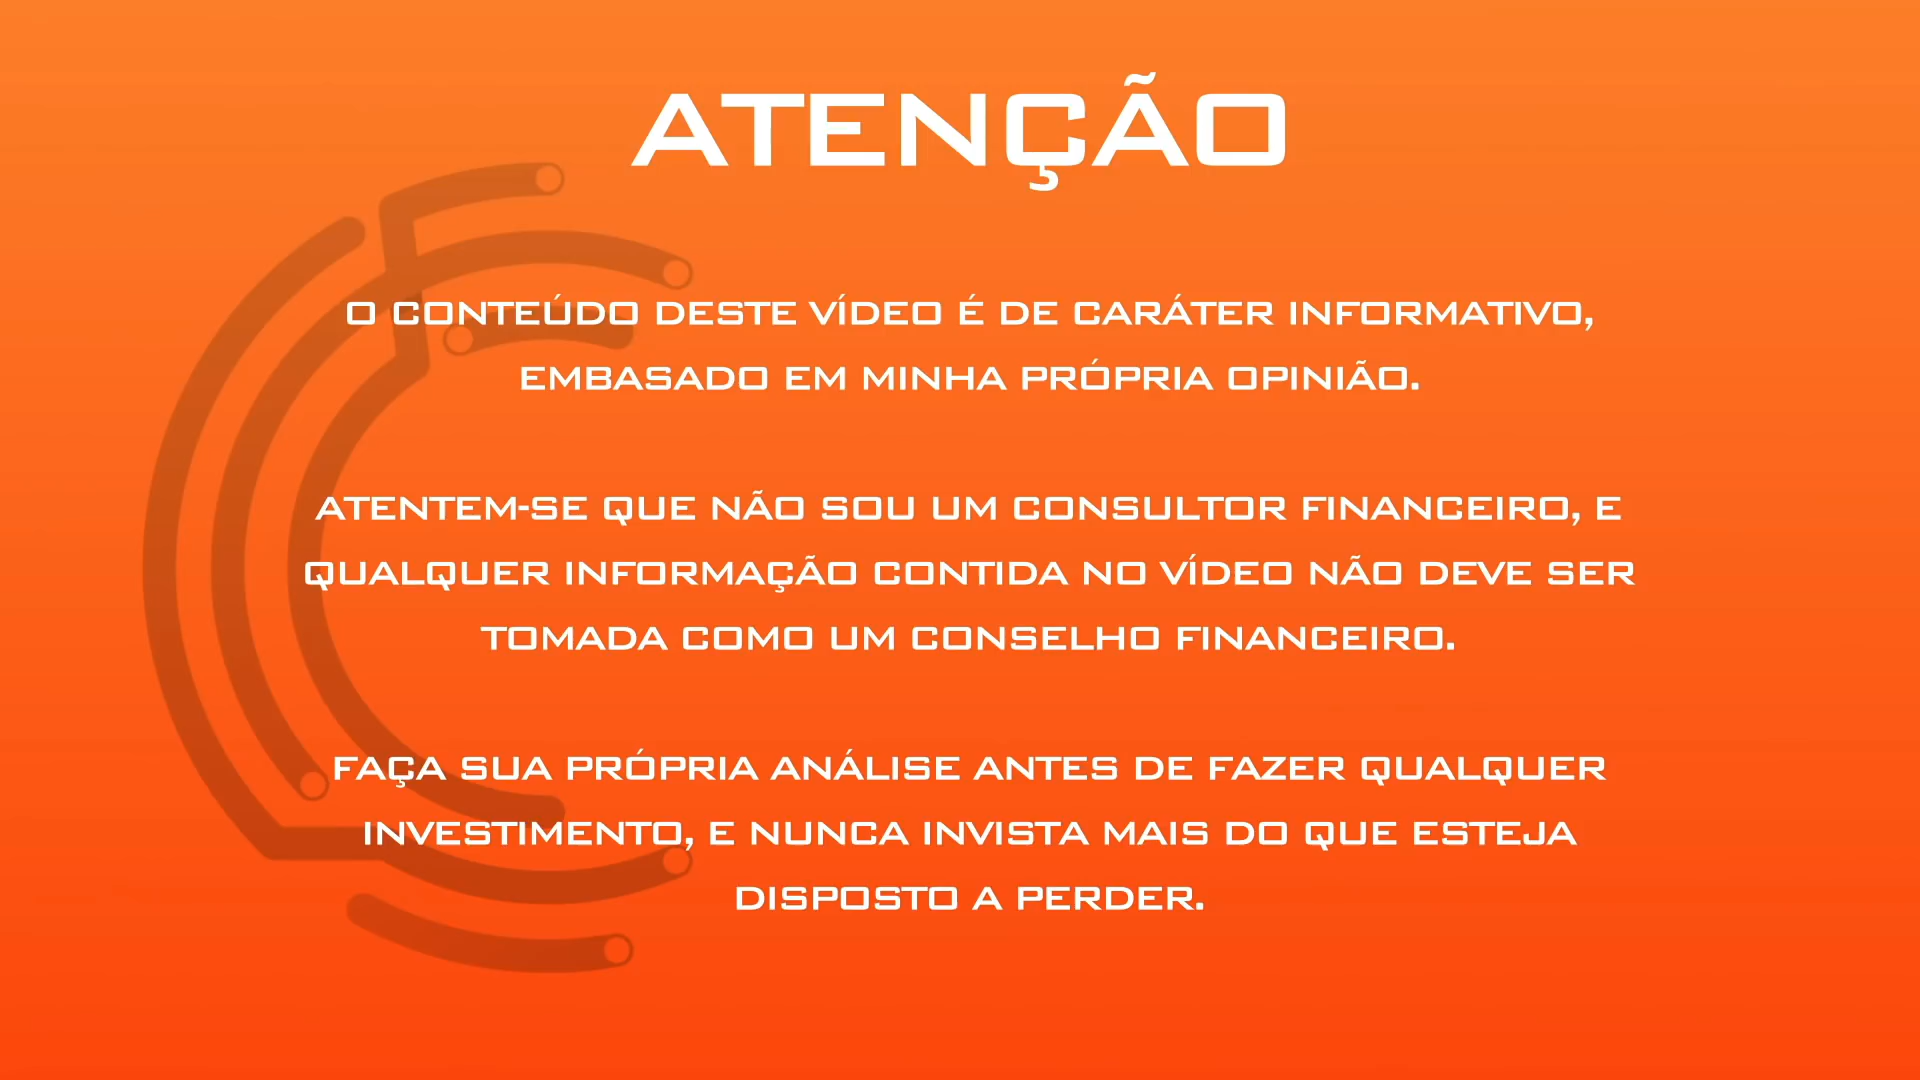 ATENÇÃO
O CONTEÚDO DESTE VÍDEO É DE CARÁTER INFORMATIVO,
EMBASADO EM MINHA PRÓPRIA OPINIÃO.
ATENTEM-SE QUE NÃO SOU UM CONSULTOR FINANCEIRO, E
QUALQUER INFORMAÇÃO CONTIDA NO VÍDEO NÃO DEVE SER
TOMADA COMO UM CONSELHO FINANCEIRO.
FAÇA SUA PRÓPRIA ANÁLISE ANTES DE FAZER QUALQUER
INVESTIMENTO, E NUNCA INVISTA MAIS DO QUE ESTEJA
DISPOSTO A PERDER.